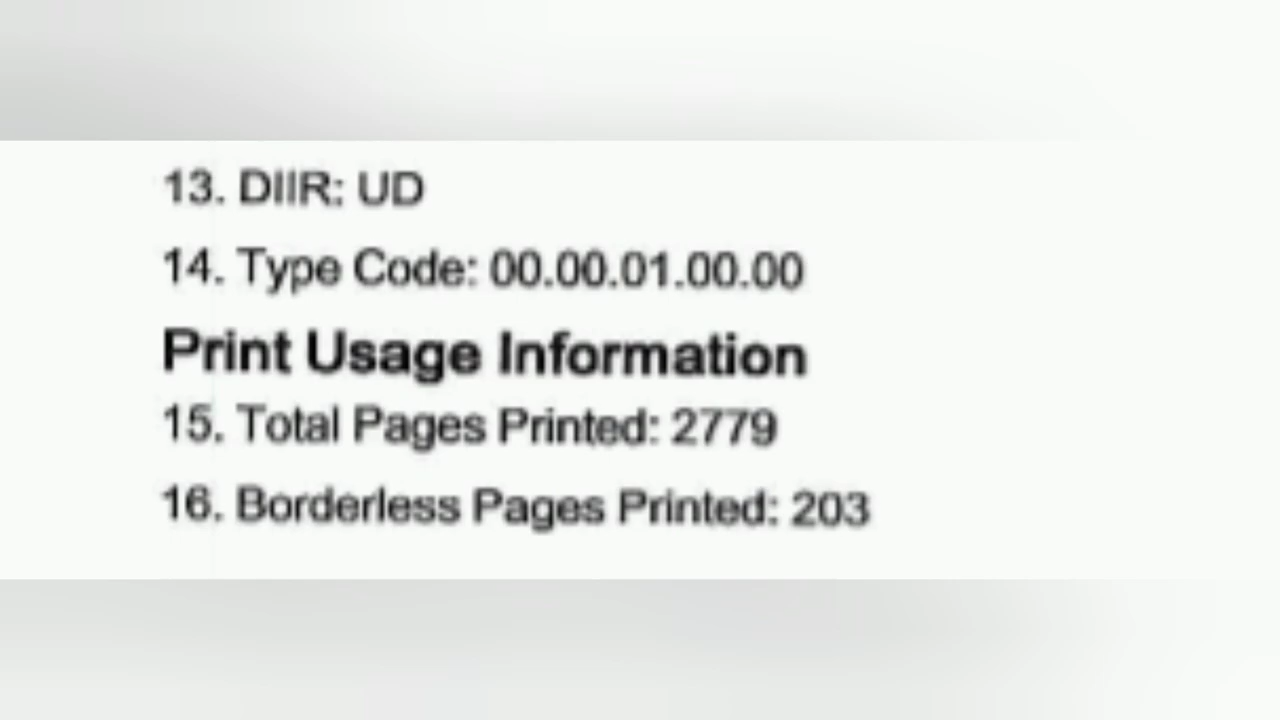 13. DIIR: UD
14. Type Code: 00.00.01.00.00
Print Usage Information
15. Total Pages Printed: 2779
16. Borderless Pages Printed: 203